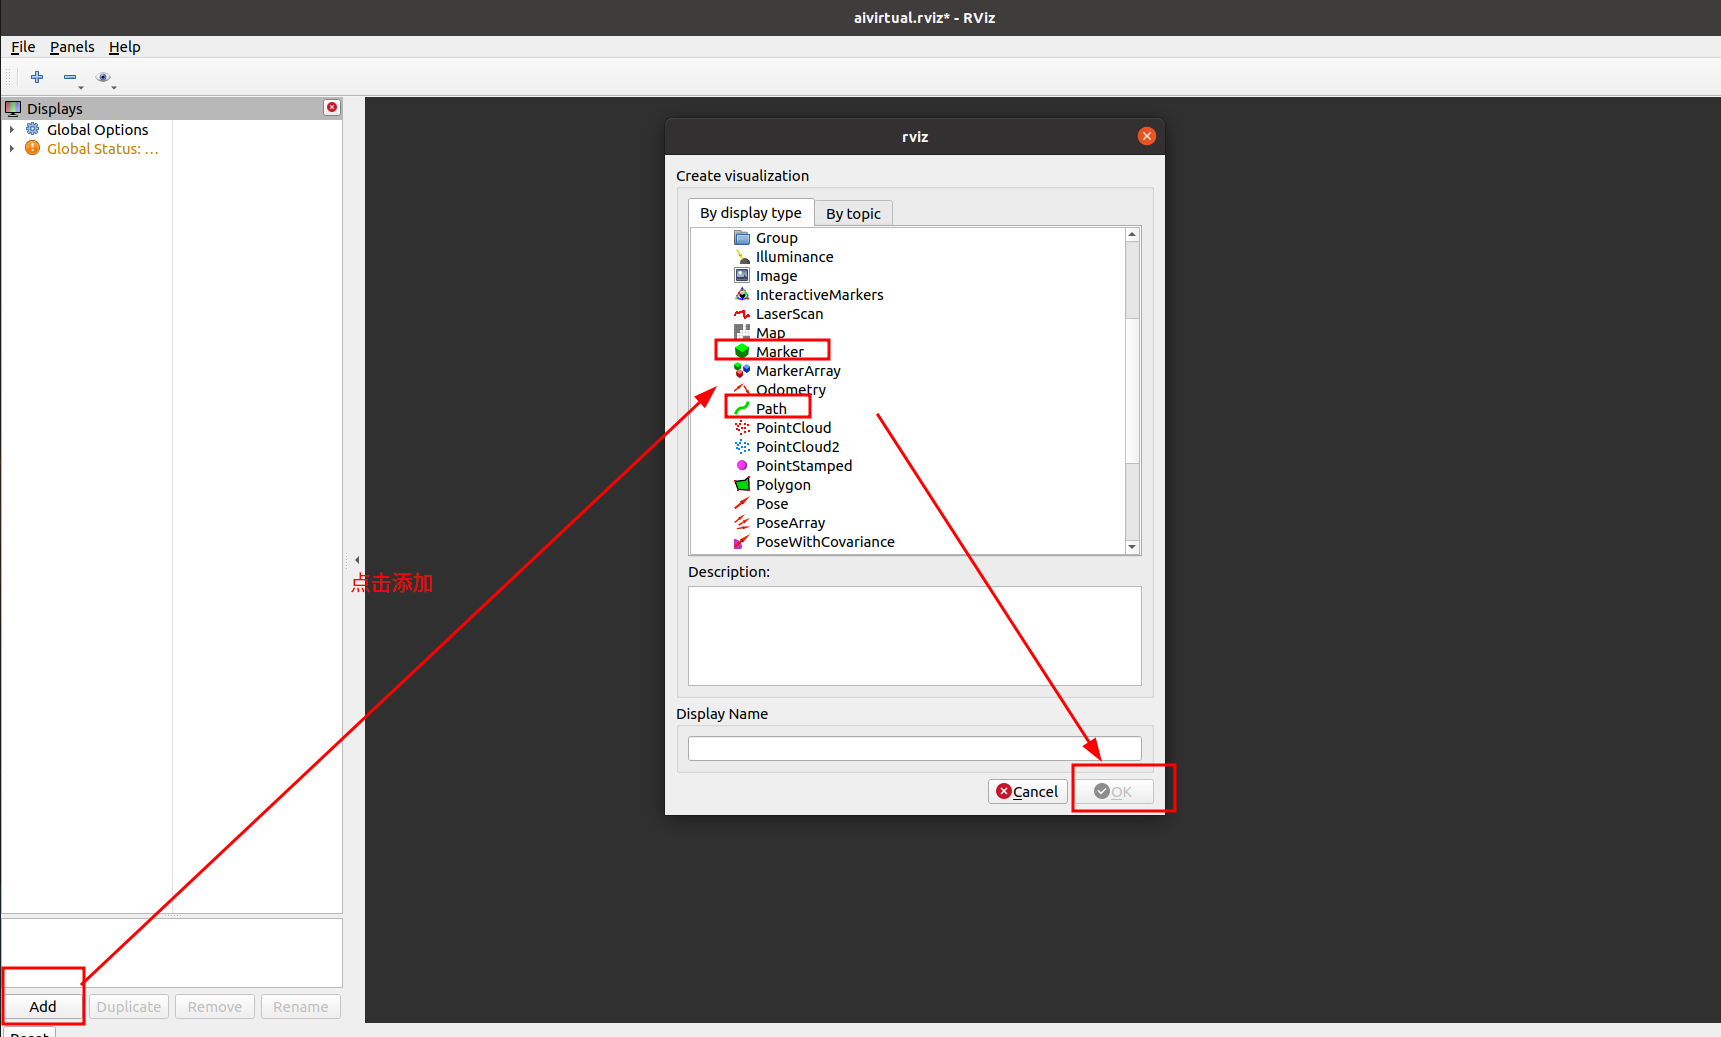 aivirtual.rviz* - RViz
File Panels Help
Displays
Global Options
Global Status: ...
rviz
Create visualization
By display type By topic
Group
Illuminance
Image
InteractiveMarkers
LaserScan
Map
Marker
MarkerArray
Odometry
Path
PointCloud
PointCloud2
PointStamped
Polygon
Pose
PoseArray
PoseWithCovariance
点击添加
Description:
Display Name
Cancel OK
Add Duplicate Remove Rename
Reset